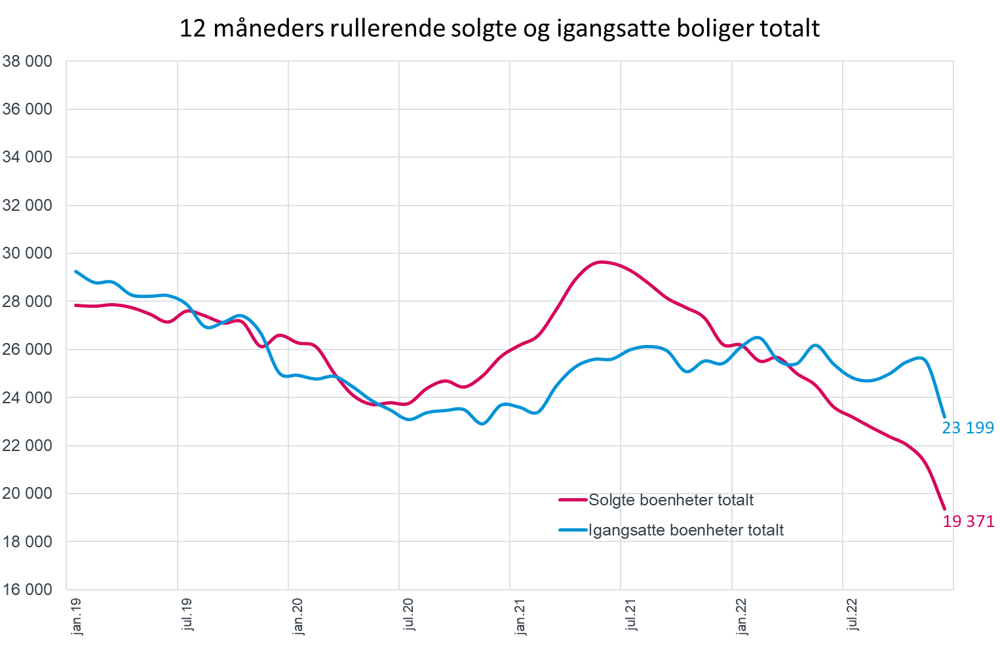 12 måneders rullerende solgte og igangsatte boliger totalt
38 000
36 000
34 000
32 000
30 000
28 000
26 000
24 000
22 000
20 000
18 000
16 000
23 199
19 371
Solgte boenheter totalt
Igangsatte boenheter totalt
jan.19
jul.19
jan.20
jul.20
jan.21
jul.21
jan.22
jul.22